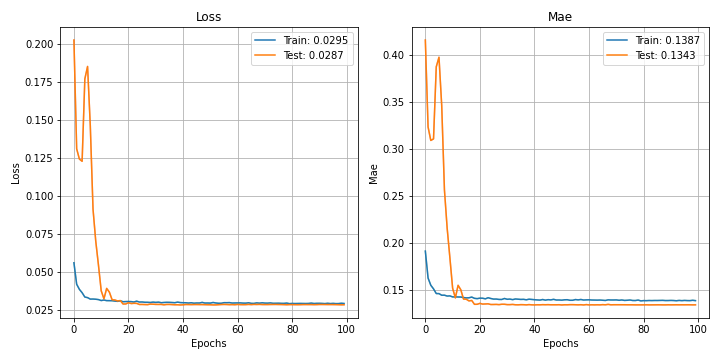 Loss
Train: 0.0295
Test: 0.0287
0.200
0.175
0.150
0.125
0.100
0.075
0.050
0.025
Loss
0
20
40
60
80
100
Epochs
Mae
Train: 0.1387
Test: 0.1343
0.40
0.35
0.30
0.25
0.20
0.15
Mae
0
20
40
60
80
100
Epochs